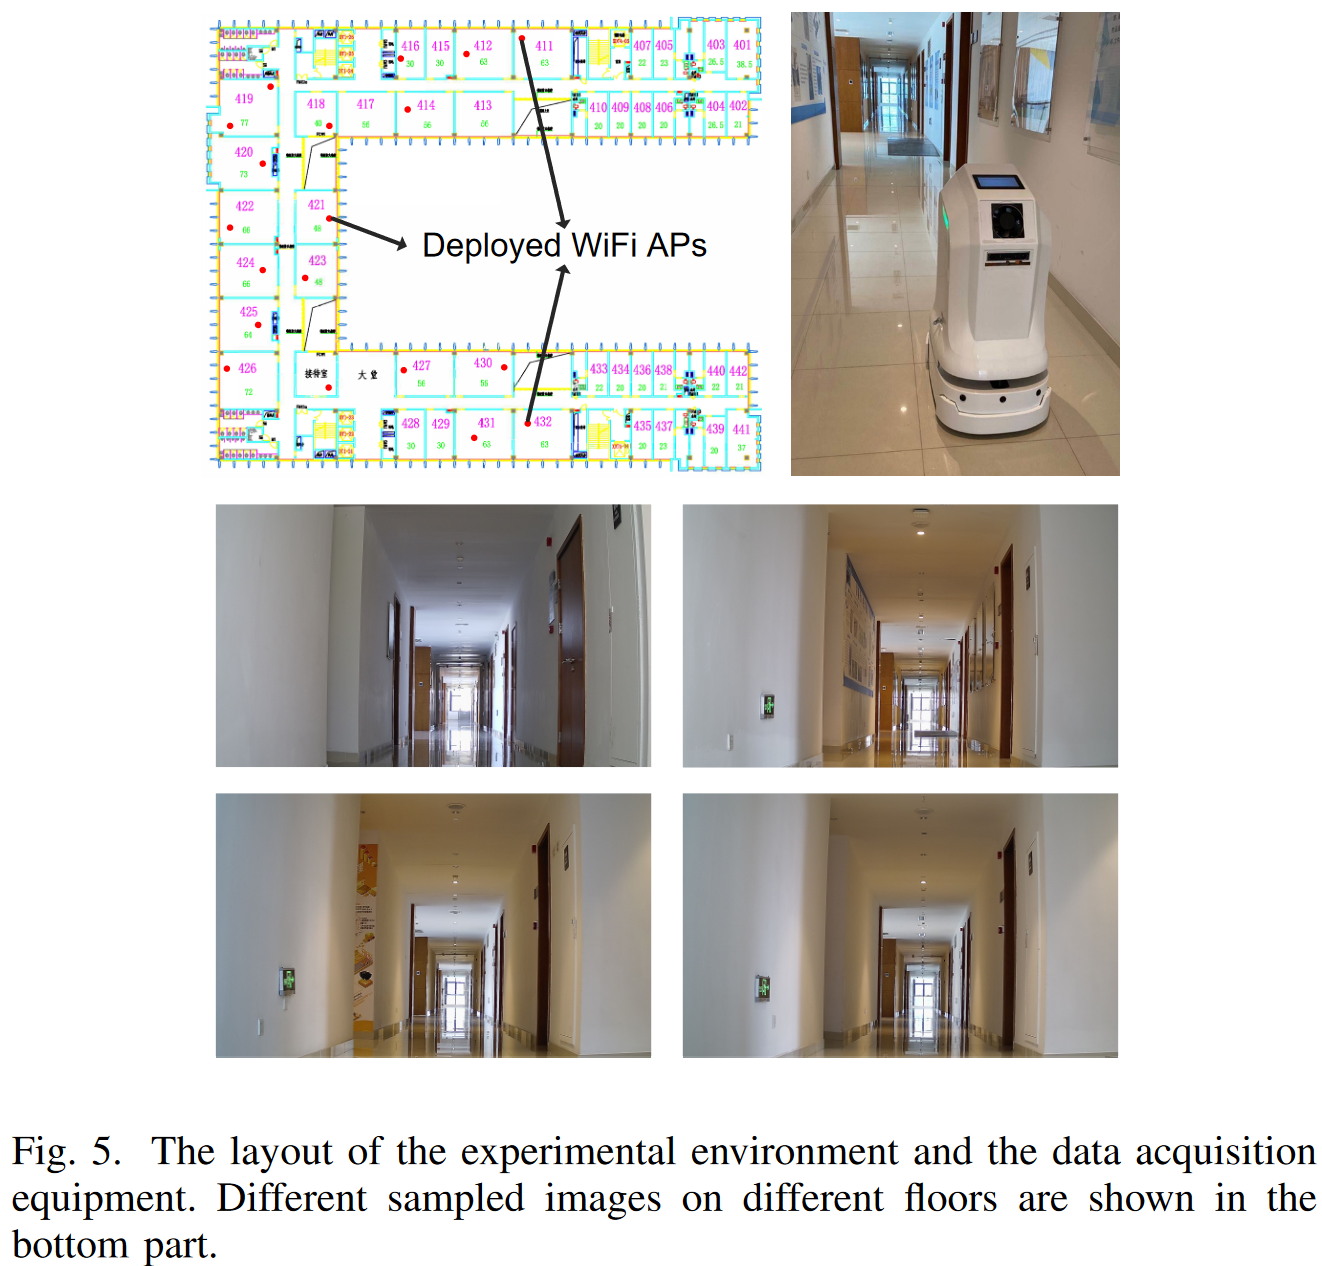 416 415 412 411 407 405 403 401
30 30 63 63 22 23 26.5 38.5
419 418 417 414 413 410 409 408 406 404 402
77 56 56 56 20 20 20 20 26.5 21
420
73
422 421
66 48
Deployed WiFi APs
424 423
66 48
425
64
426 接待室 大堂 427 430 433 434 436 438 440 442
72 56 56 22 20 20 21 22 21
428 429 431 432 435 437 439 441
30 30 63 63 20 23 20 37
Fig. 5. The layout of the experimental environment and the data acquisition
equipment. Different sampled images on different floors are shown in the
bottom part.